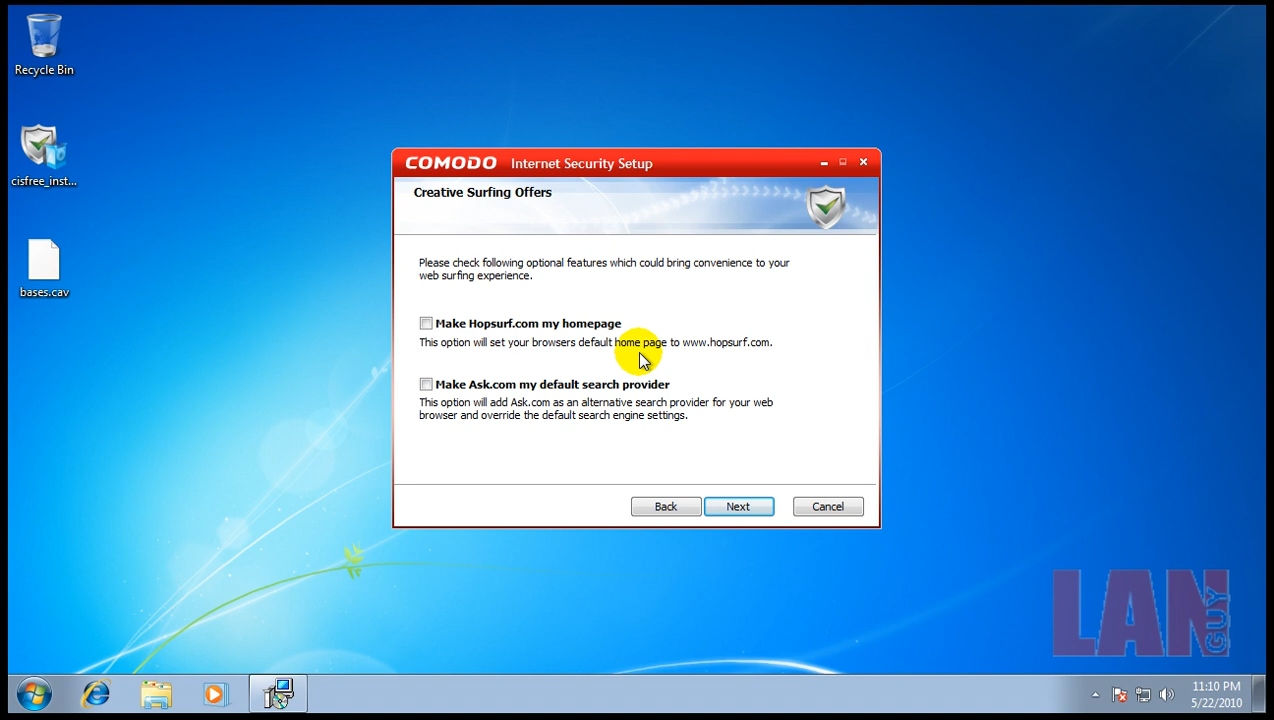 Recycle Bin
cisfree_inst...
bases.cav
COMODO Internet Security Setup
Creative Surfing Offers
Please check following optional features which could bring convenience to your
web surfing experience.
Make Hopsurf.com my homepage
This option will set your browsers default home page to www.hopsurf.com.
Make Ask.com my default search provider
This option will add Ask.com as an alternative search provider for your web
browser and override the default search engine settings.
Back Next Cancel
LAN GUY
11:10 PM
5/22/2010